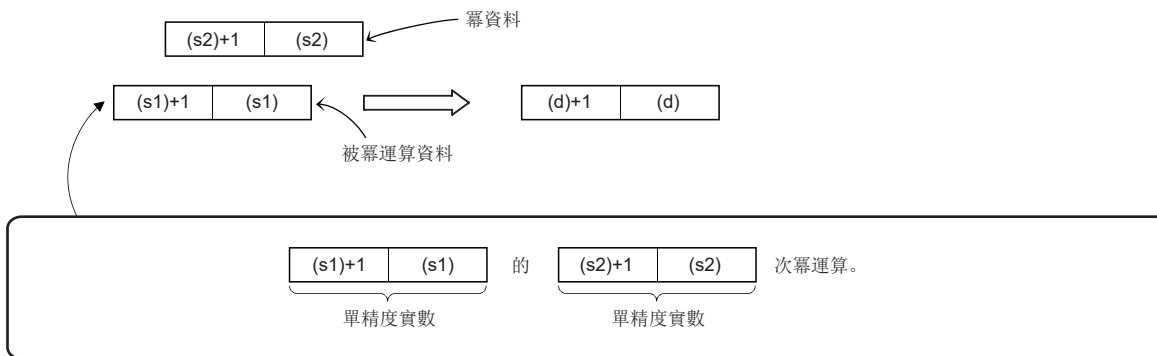 冪資料
(s2)+1 (s2)
(s1)+1 (s1) (d)+1 (d)
被冪運算資料
(s1)+1 (s1) 的 (s2)+1 (s2) 次冪運算。
單精度實數 單精度實數